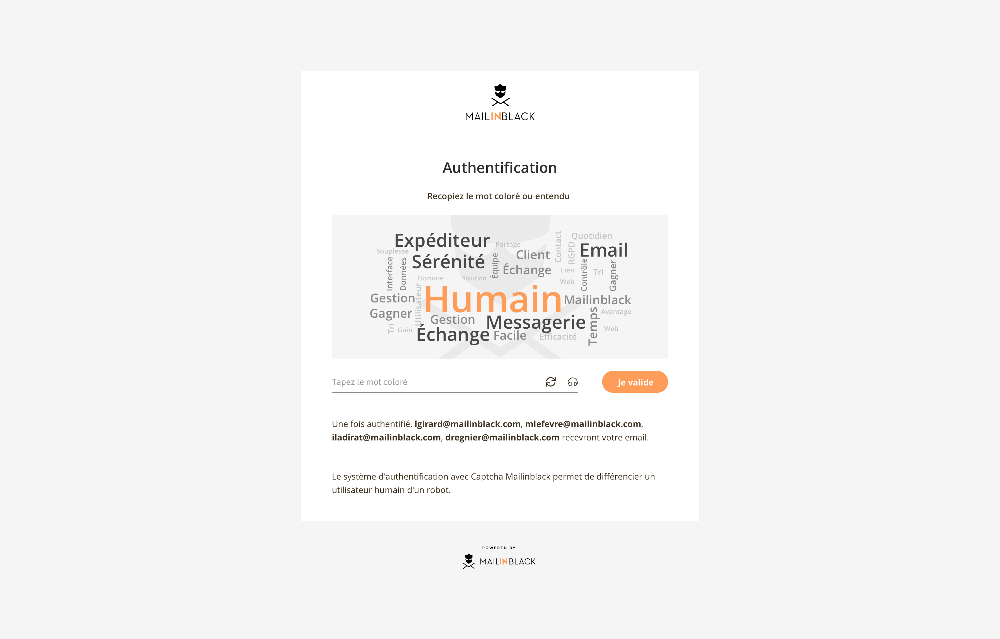 MAILINBLACK
Authentification
Recopiez le mot coloré ou entendu
Expéditeur
Partage
Contact
Quotidien
RGPD
Email
Souplesse
Sérénité
Équipe
Client
Échange
Interface
Données
Homme
Solution
Lien
Contrôle
Tri
Gagner
Web
Gestion
Utilisateur
Humain
Mailinblack
Gagner
Gestion
Messagerie
Temps
Avantage
Tri
Gain
Échange
Facile
Efficacité
Web
Tapez le mot coloré
Je valide
Une fois authentifié, lgirard@mailinblack.com, mlefevre@mailinblack.com,
iladirat@mailinblack.com, dregnier@mailinblack.com recevront votre email.
Le système d'authentification avec Captcha Mailinblack permet de différencier un
utilisateur humain d'un robot.
POWERED BY
MAILINBLACK